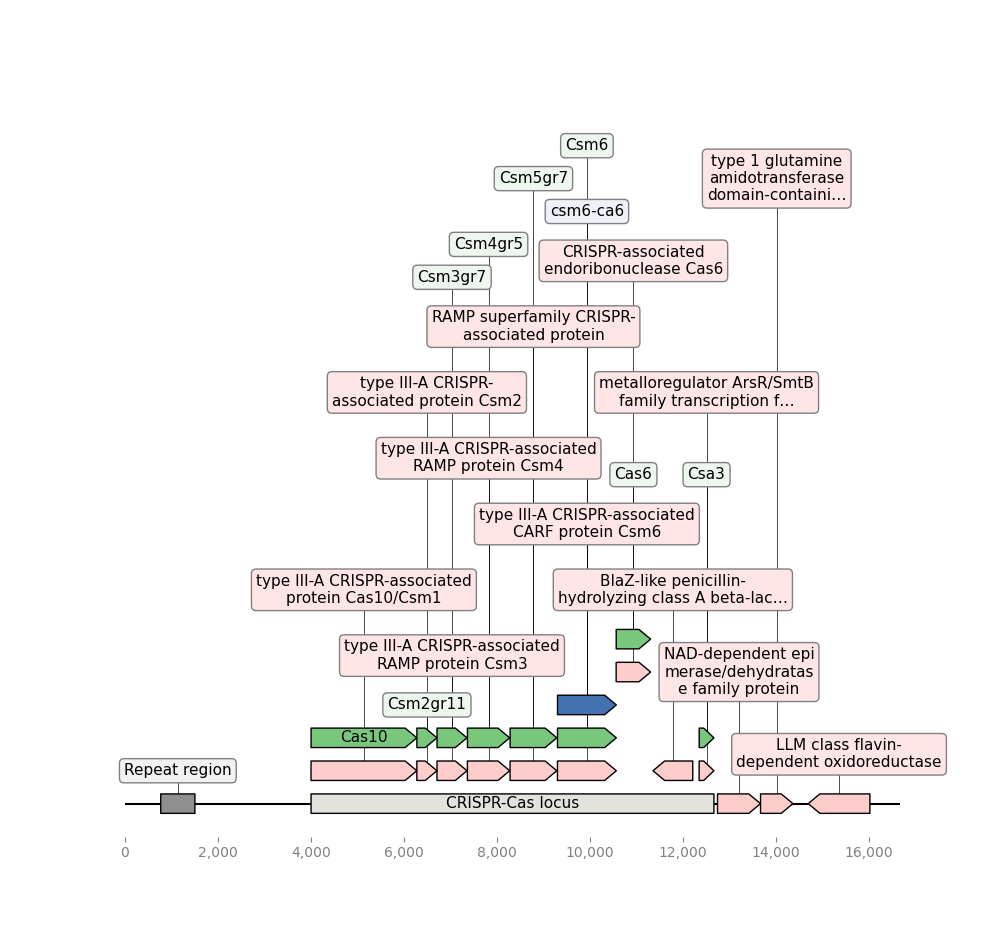 Csm6
type 1 glutamine
amidotransferase
domain-containi…
Csm5gr7
csm6-ca6
Csm4gr5
CRISPR-associated
endoribonuclease Cas6
Csm3gr7
RAMP superfamily CRISPR-
associated protein
type III-A CRISPR-
associated protein Csm2
metalloregulator ArsR/SmtB
family transcription f…
type III-A CRISPR-associated
RAMP protein Csm4
Cas6
Csa3
type III-A CRISPR-associated
CARF protein Csm6
type III-A CRISPR-associated
protein Cas10/Csm1
BlaZ-like penicillin-
hydrolyzing class A beta-lac…
type III-A CRISPR-associated
RAMP protein Csm3
NAD-dependent epi
merase/dehydratas
e family protein
Csm2gr11
Cas10
LLM class flavin-
dependent oxidoreductase
Repeat region
CRISPR-Cas locus
0 2,000 4,000 6,000 8,000 10,000 12,000 14,000 16,000